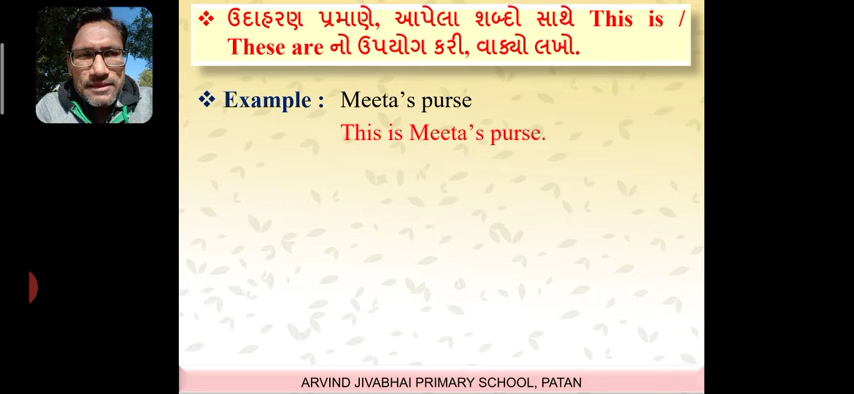 ❖ ઉદાહરણ પ્રમાણે, આપેલા શબ્દો સાથે This is /
These are નો ઉપયોગ કરી, વાક્યો લખો.
❖ Example : Meeta’s purse
This is Meeta’s purse.
ARVIND JIVABHAI PRIMARY SCHOOL, PATAN